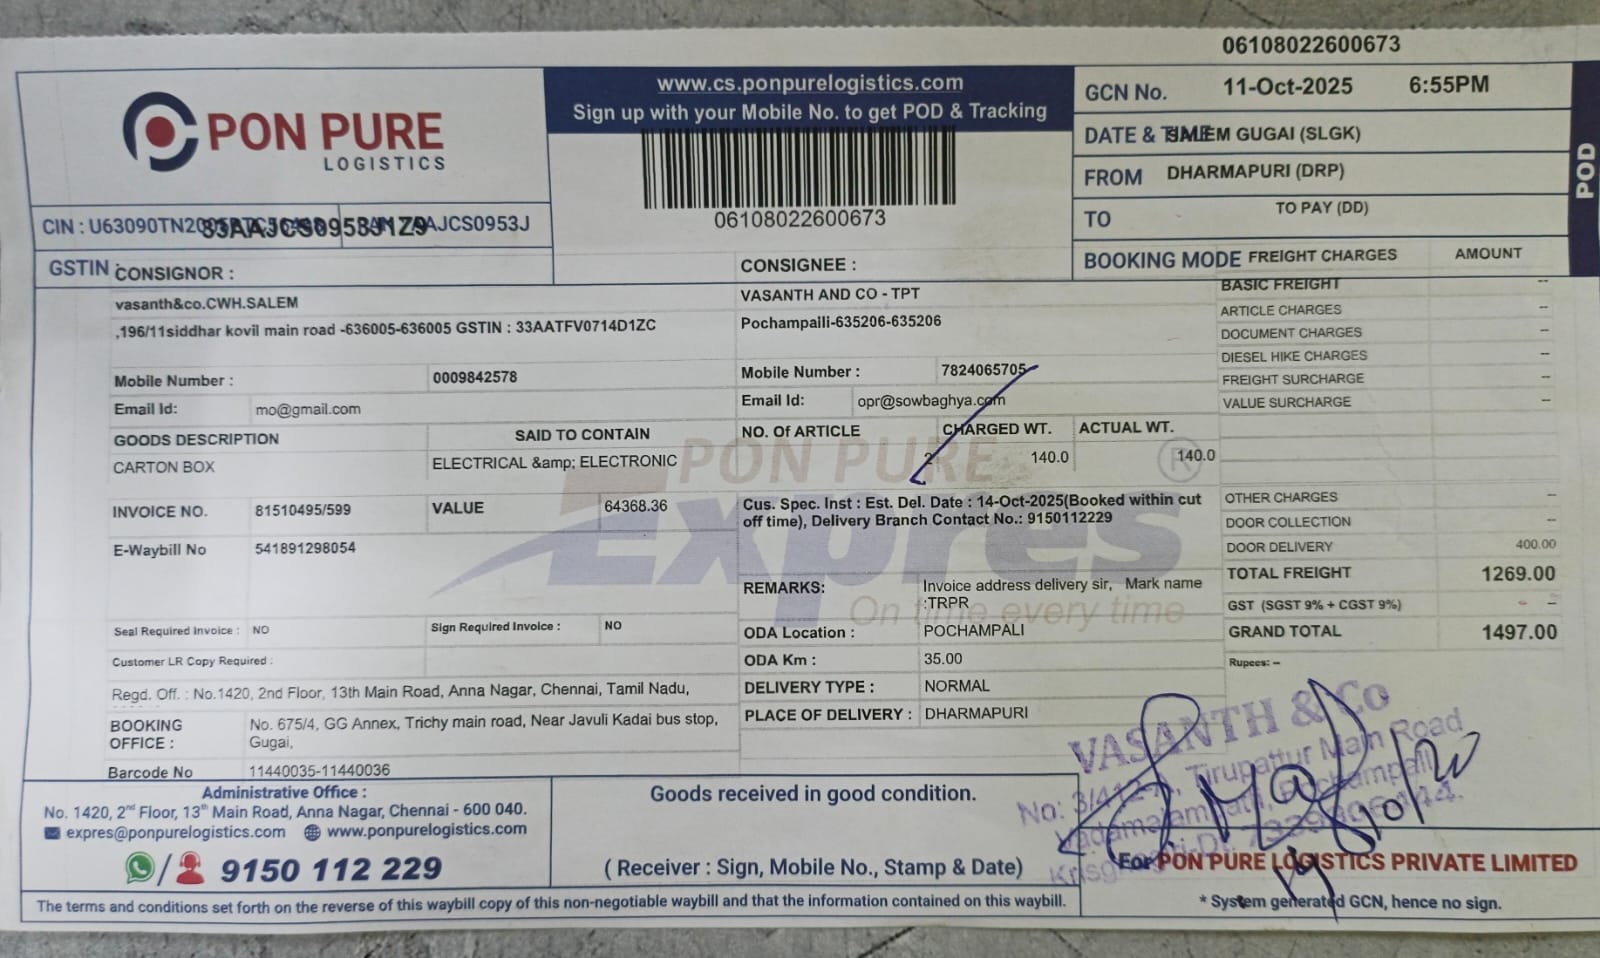 06108022600673
PON PURE
LOGISTICS
www.cs.ponpurelogistics.com
Sign up with your Mobile No. to get POD & Tracking
06108022600673
GCN No. 11-Oct-2025 6:55PM
DATE & TIME SALEM GUGAI (SLGK)
FROM DHARMAPURI (DRP)
TO TO PAY (DD)
BOOKING MODE FREIGHT CHARGES AMOUNT
POD
CIN : 33AAJCS0953J1Z9 AAJCS0953J
GSTIN :
CONSIGNOR :
vasanth&co.CWH.SALEM
,196/11siddhar kovil main road -636005-636005 GSTIN : 33AATFV0714D1ZC
Mobile Number : 0009842578
Email Id: mo@gmail.com
CONSIGNEE :
VASANTH AND CO - TPT
Pochampalli-635206-635206
Mobile Number : 7824065705
Email Id: opr@sowbaghya.com
GOODS DESCRIPTION SAID TO CONTAIN NO. Of ARTICLE CHARGED WT. ACTUAL WT.
CARTON BOX ELECTRICAL &amp; ELECTRONIC 2 140.0 140.0
INVOICE NO. 81510495/599 VALUE 64368.36
E-Waybill No 541891298054
Cus. Spec. Inst : Est. Del. Date : 14-Oct-2025(Booked within cut
off time), Delivery Branch Contact No.: 9150112229
REMARKS: Invoice address delivery sir, Mark name
:TRPR
Seal Required Invoice : NO Sign Required Invoice : NO
Customer LR Copy Required :
ODA Location : POCHAMPALI
ODA Km : 35.00
DELIVERY TYPE : NORMAL
PLACE OF DELIVERY : DHARMAPURI
Regd. Off. : No.1420, 2nd Floor, 13th Main Road, Anna Nagar, Chennai, Tamil Nadu,
BOOKING OFFICE : No. 675/4, GG Annex, Trichy main road, Near Javuli Kadai bus stop,
Gugai,
Barcode No 11440035-11440036
PON PURE ®
Expres
On time every time
BASIC FREIGHT --
ARTICLE CHARGES --
DOCUMENT CHARGES --
DIESEL HIKE CHARGES --
FREIGHT SURCHARGE --
VALUE SURCHARGE --
OTHER CHARGES --
DOOR COLLECTION --
DOOR DELIVERY 400.00
TOTAL FREIGHT 1269.00
GST (SGST 9% + CGST 9%) - --
GRAND TOTAL 1497.00
Rupees: --
VASANTH & Co
Tirupattur Main Road
Administrative Office :
No. 1420, 2nd Floor, 13th Main Road, Anna Nagar, Chennai - 600 040.
expres@ponpurelogistics.com www.ponpurelogistics.com
/ 9150 112 229
Goods received in good condition.
( Receiver : Sign, Mobile No., Stamp & Date)
For PON PURE LOGISTICS PRIVATE LIMITED
* System generated GCN, hence no sign.
The terms and conditions set forth on the reverse of this waybill copy of this non-negotiable waybill and that the information contained on this waybill.